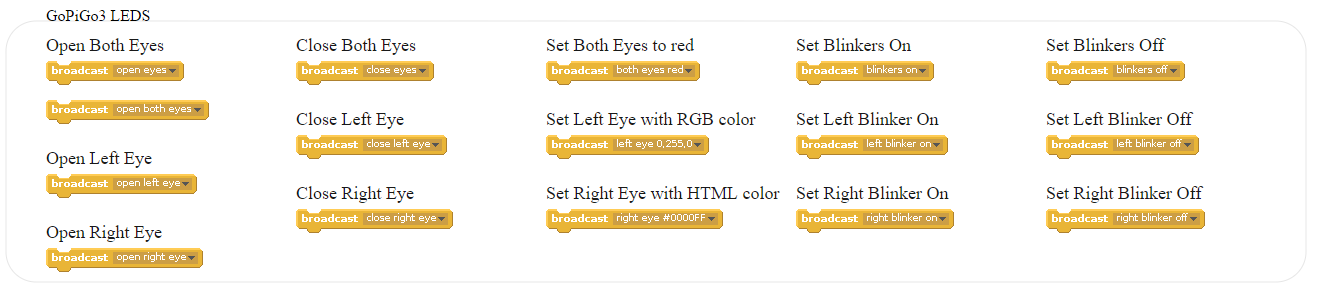 GoPiGo3 LEDS
Open Both Eyes
broadcast open eyes
broadcast open both eyes
Open Left Eye
broadcast open left eye
Open Right Eye
broadcast open right eye
Close Both Eyes
broadcast close eyes
Close Left Eye
broadcast close left eye
Close Right Eye
broadcast close right eye
Set Both Eyes to red
broadcast both eyes red
Set Left Eye with RGB color
broadcast left eye 0,255,0
Set Right Eye with HTML color
broadcast right eye #0000FF
Set Blinkers On
broadcast blinkers on
Set Left Blinker On
broadcast left blinker on
Set Right Blinker On
broadcast right blinker on
Set Blinkers Off
broadcast blinkers off
Set Left Blinker Off
broadcast left blinker off
Set Right Blinker Off
broadcast right blinker off